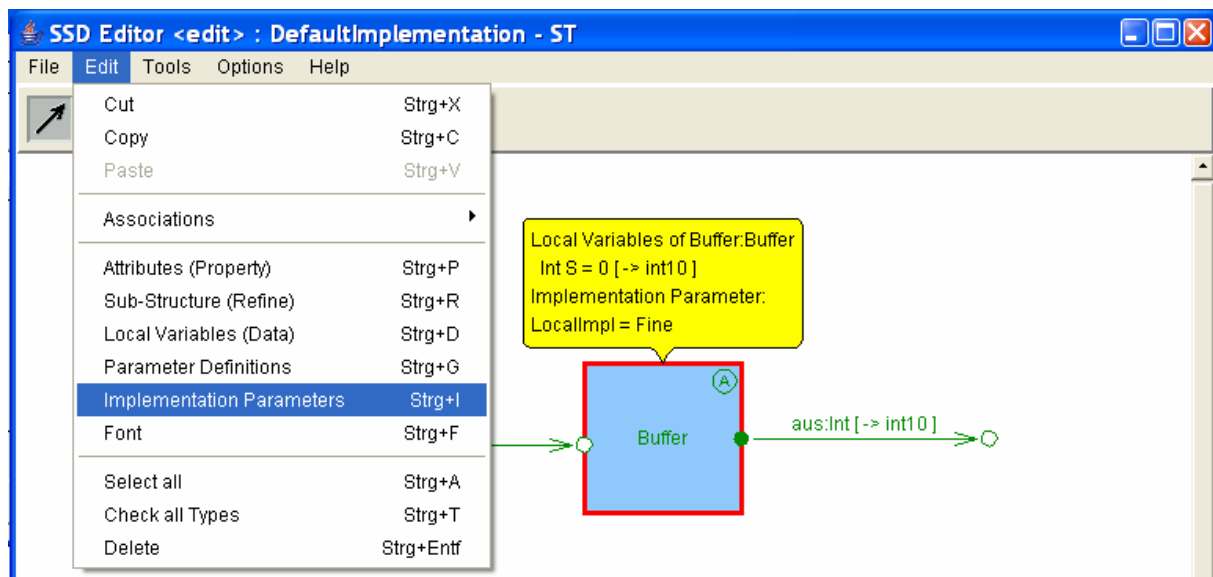 SSD Editor <edit> : DefaultImplementation - ST
File Edit Tools Options Help
Cut Strg+X
Copy Strg+C
Paste Strg+V
Associations
Attributes (Property) Strg+P
Sub-Structure (Refine) Strg+R
Local Variables (Data) Strg+D
Parameter Definitions Strg+G
Implementation Parameters Strg+I
Font Strg+F
Select all Strg+A
Check all Types Strg+T
Delete Strg+Entf
Local Variables of Buffer:Buffer
Int S = 0 [ -> int10 ]
Implementation Parameter:
LocalImpl = Fine
A
Buffer
aus:Int [ -> int10 ]